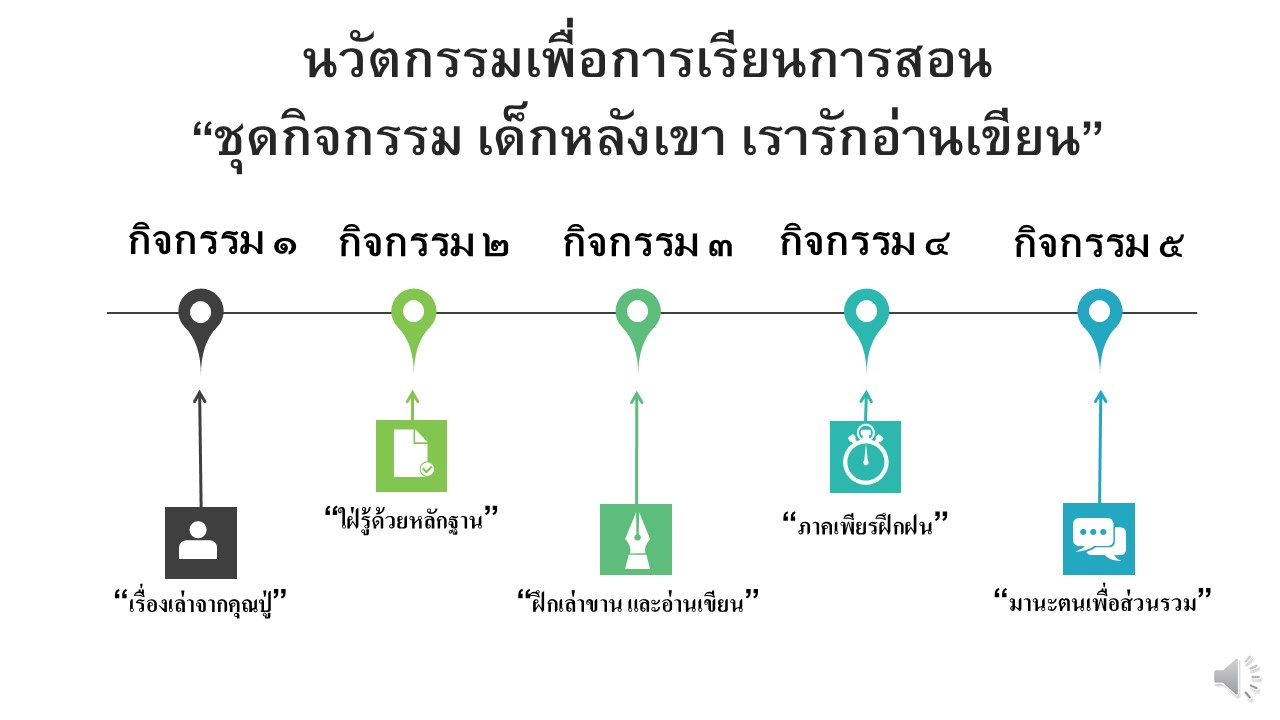 นวัตกรรมเพื่อการเรียนการสอน
“ชุดกิจกรรม เด็กหลังเขา เรารักอ่านเขียน”
กิจกรรม ๑
กิจกรรม ๒
กิจกรรม ๓
กิจกรรม ๔
กิจกรรม ๕
“เรื่องเล่าจากคุณปู่”
“ใฝ่รู้ด้วยหลักฐาน”
“ฝึกเล่าขาน และอ่านเขียน”
“ภาคเพียรฝึกฝน”
“มานะตนเพื่อส่วนรวม”